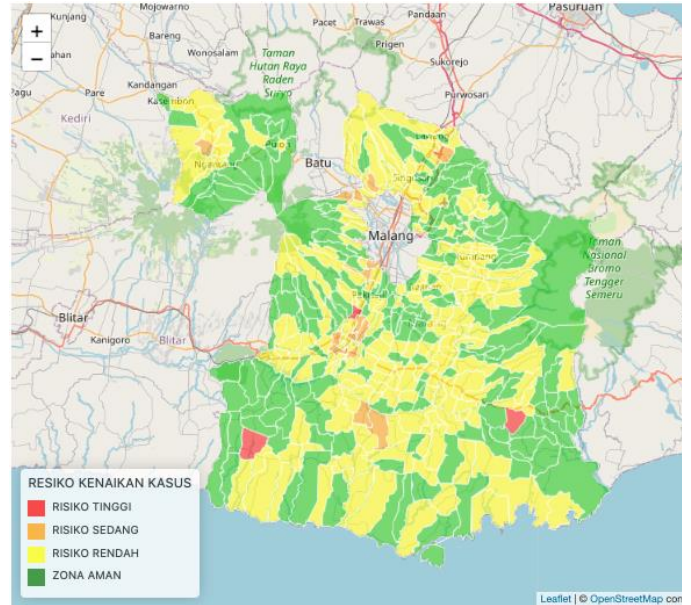 Kunjang
Mojowarno
Bareng
Wonosalam
Pacet
Trawas
Pandaan
Pasuruan
+
−
Taman
Hutan Raya
Raden
Suryo
Prigen
Sukorejo
Pagu
Pare
Kandangan
Purwosari
Kediri
Batu
Malang
Taman
Nasional
Bromo
Tengger
Semeru
Blitar
Kanigoro
Blitar
RESIKO KENAIKAN KASUS
RISIKO TINGGI
RISIKO SEDANG
RISIKO RENDAH
ZONA AMAN
Leaflet | © OpenStreetMap con